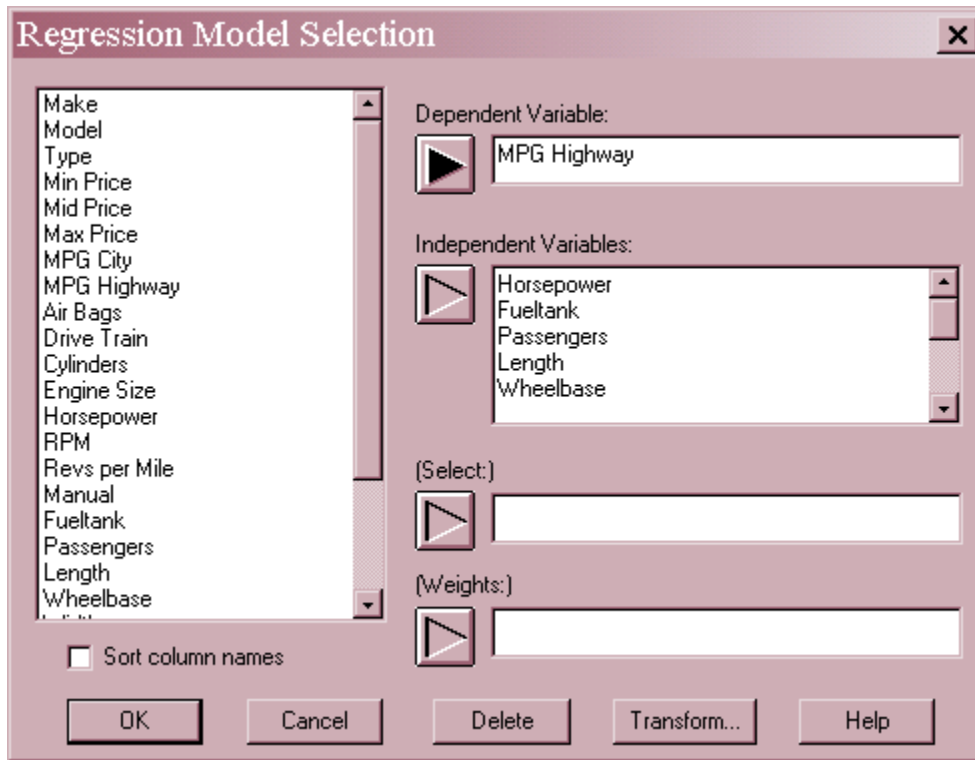 Regression Model Selection
Make
Model
Type
Min Price
Mid Price
Max Price
MPG City
MPG Highway
Air Bags
Drive Train
Cylinders
Engine Size
Horsepower
RPM
Revs per Mile
Manual
Fueltank
Passengers
Length
Wheelbase
Sort column names
Dependent Variable:
MPG Highway
Independent Variables:
Horsepower
Fueltank
Passengers
Length
Wheelbase
(Select:)
(Weights:)
OK
Cancel
Delete
Transform...
Help